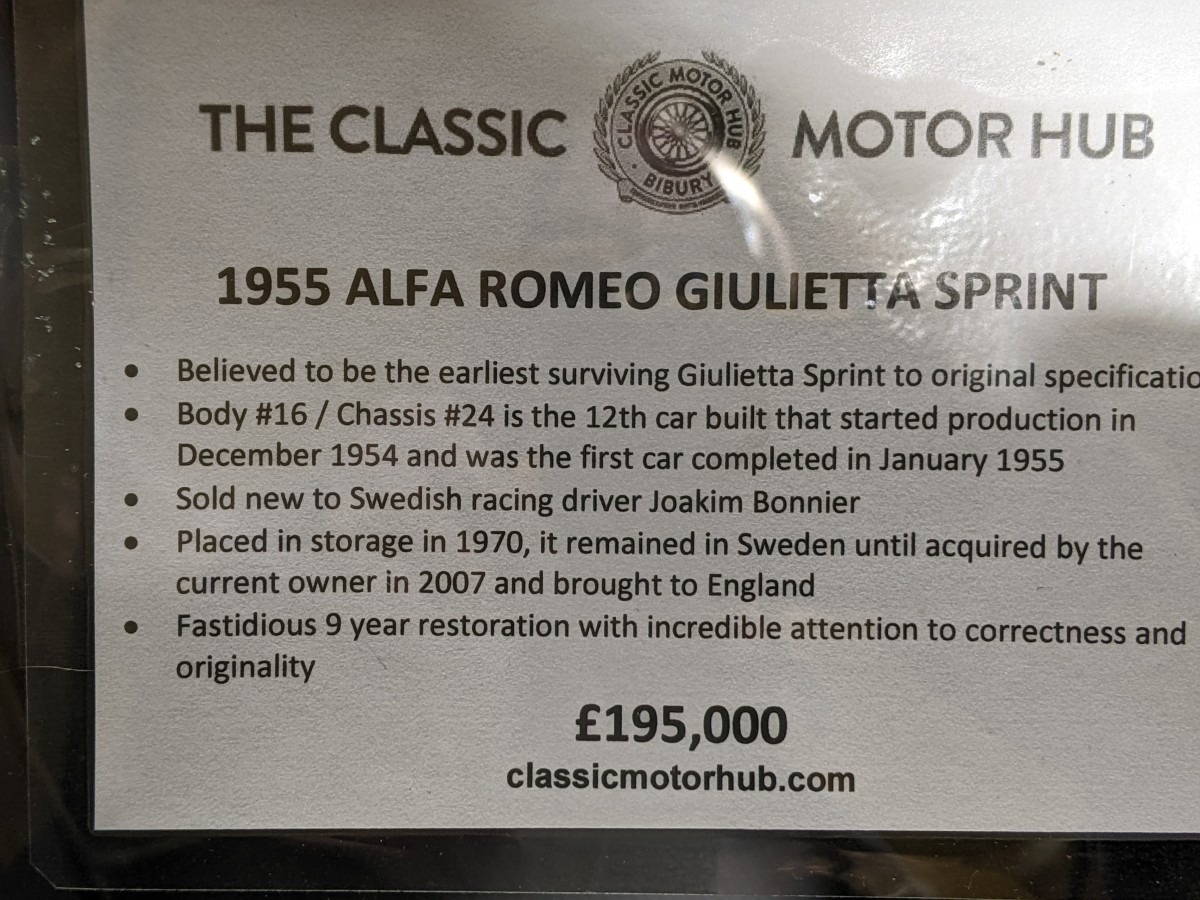 THE CLASSIC MOTOR HUB
CLASSIC MOTOR HUB
BIBURY
1955 ALFA ROMEO GIULIETTA SPRINT
• Believed to be the earliest surviving Giulietta Sprint to original specificatio
• Body #16 / Chassis #24 is the 12th car built that started production in
December 1954 and was the first car completed in January 1955
• Sold new to Swedish racing driver Joakim Bonnier
• Placed in storage in 1970, it remained in Sweden until acquired by the
current owner in 2007 and brought to England
• Fastidious 9 year restoration with incredible attention to correctness and
originality
£195,000
classicmotorhub.com